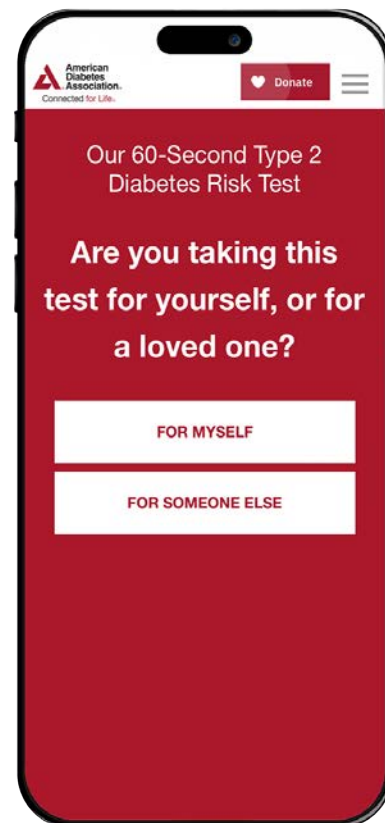 American
Diabetes
Association.
Connected for Life.
Donate
Our 60-Second Type 2
Diabetes Risk Test
Are you taking this
test for yourself, or for
a loved one?
FOR MYSELF
FOR SOMEONE ELSE